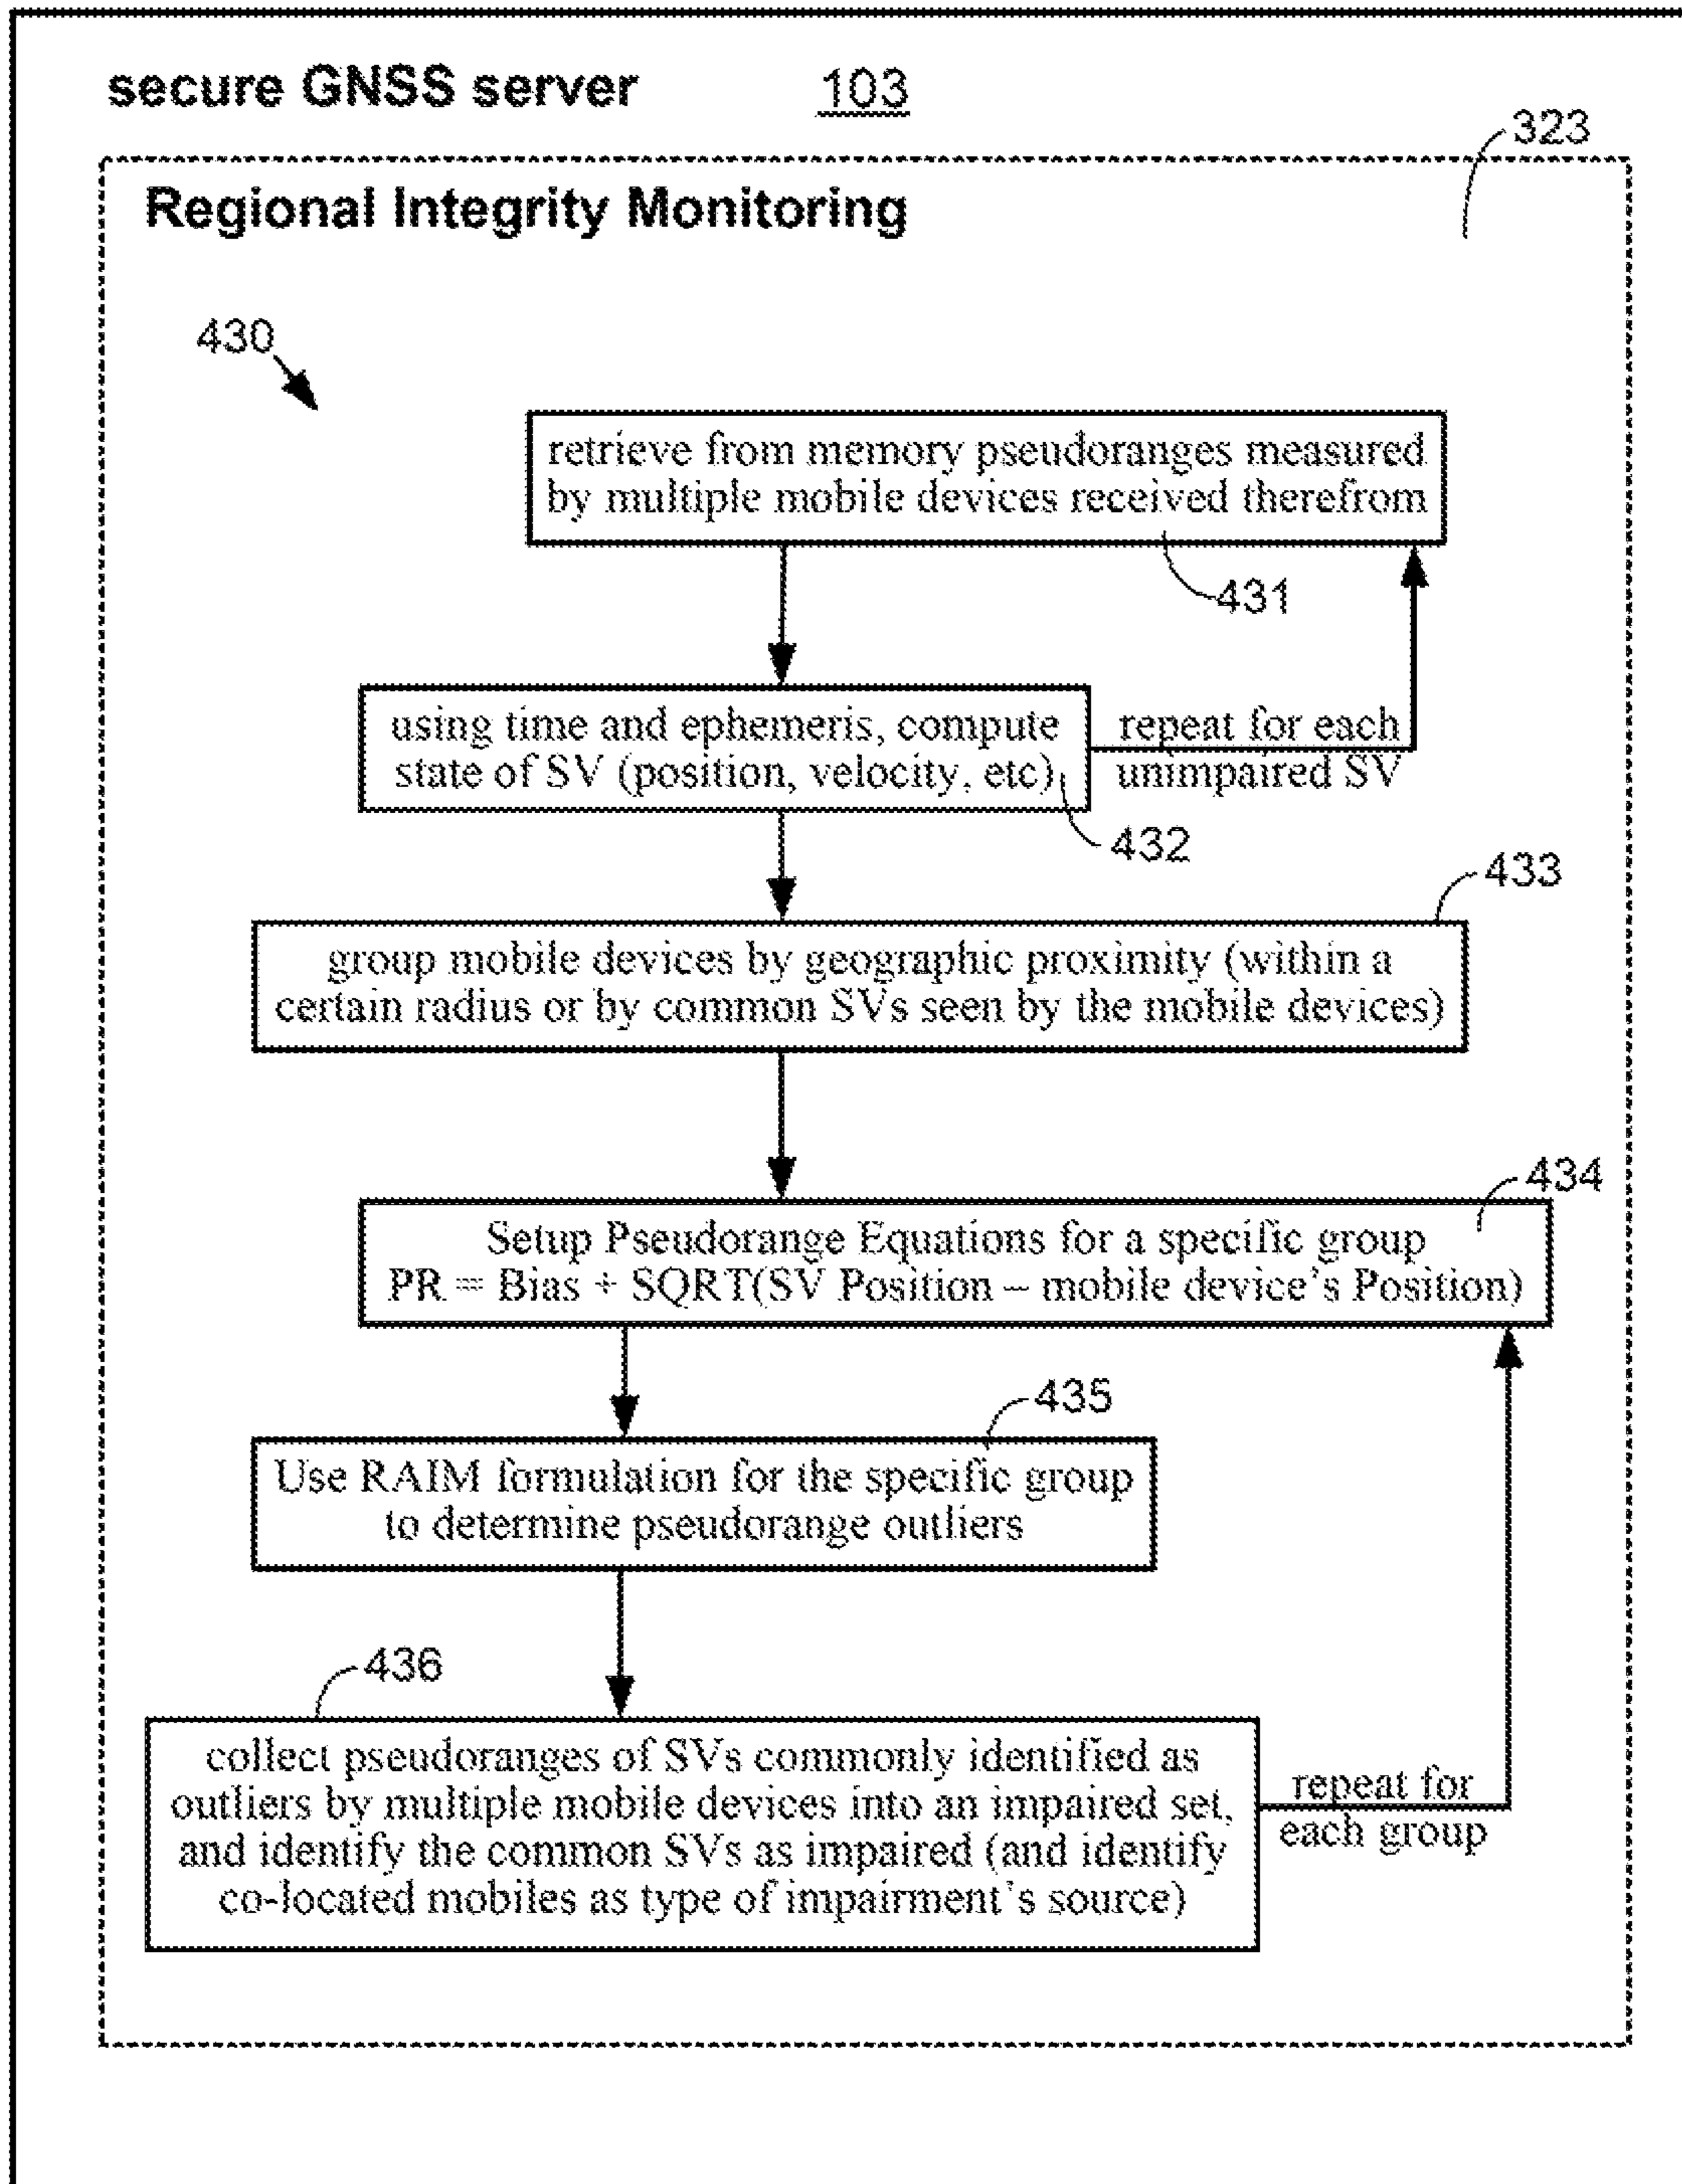 secure GNSS server 103
323
Regional Integrity Monitoring
430
retrieve from memory pseudoranges measured
by multiple mobile devices received therefrom
431
using time and ephemeris, compute
state of SV (position, velocity, etc)
repeat for each
unimpaired SV
432
433
group mobile devices by geographic proximity (within a
certain radius or by common SVs seen by the mobile devices)
434
Setup Pseudorange Equations for a specific group
PR = Bias + SQRT(SV Position – mobile device's Position)
435
Use RAIM formulation for the specific group
to determine pseudorange outliers
436
collect pseudoranges of SVs commonly identified as
outliers by multiple mobile devices into an impaired set,
and identify the common SVs as impaired (and identify
co-located mobiles as type of impairment's source)
repeat for
each group